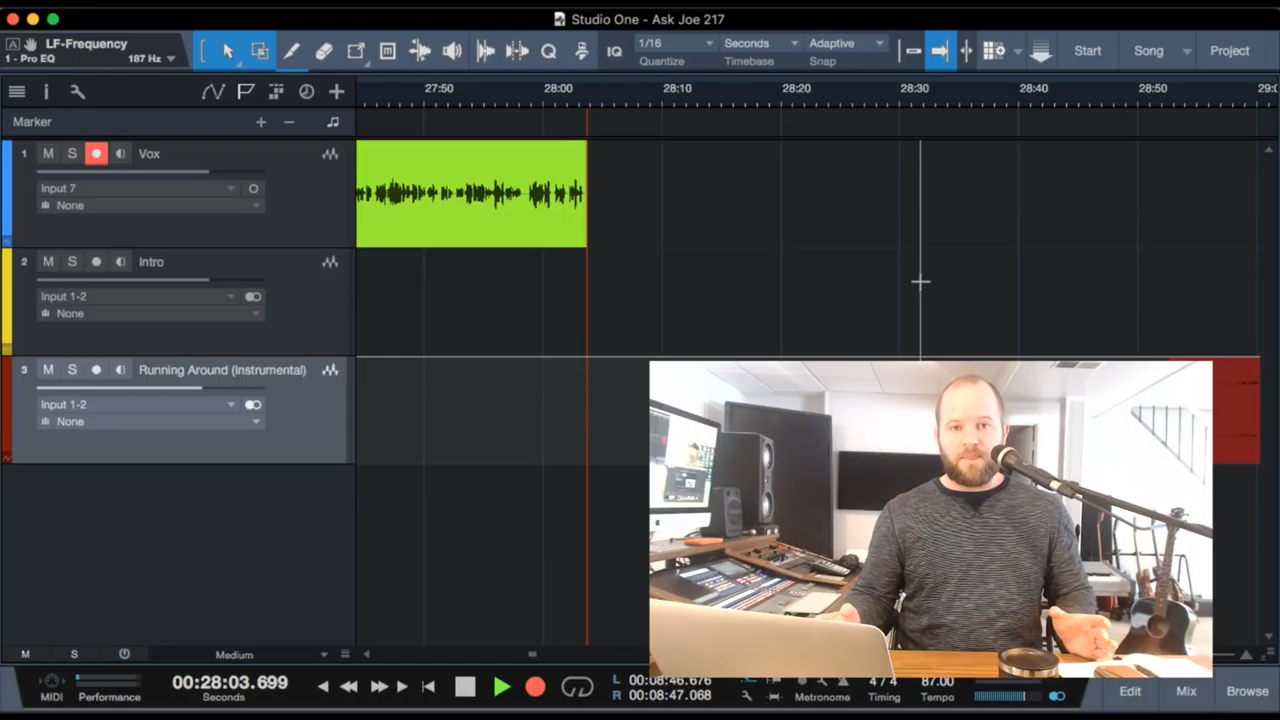 Studio One - Ask Joe 217
A LF-Frequency
1 - Pro EQ 187 Hz
IQ
1/16
Quantize
Seconds
Timebase
Adaptive
Snap
Start
Song
Project
27:50 28:00 28:10 28:20 28:30 28:40 28:50
Marker
1 M S Vox
Input 7
None
2 M S Intro
Input 1-2
None
3 M S Running Around (Instrumental)
Input 1-2
None
M S Medium
MIDI
Performance
00:28:03.699
Seconds
L 00:08:46.676
R 00:08:47.068
Metronome
4 / 4
Timing
87.00
Tempo
Edit
Mix
Browse